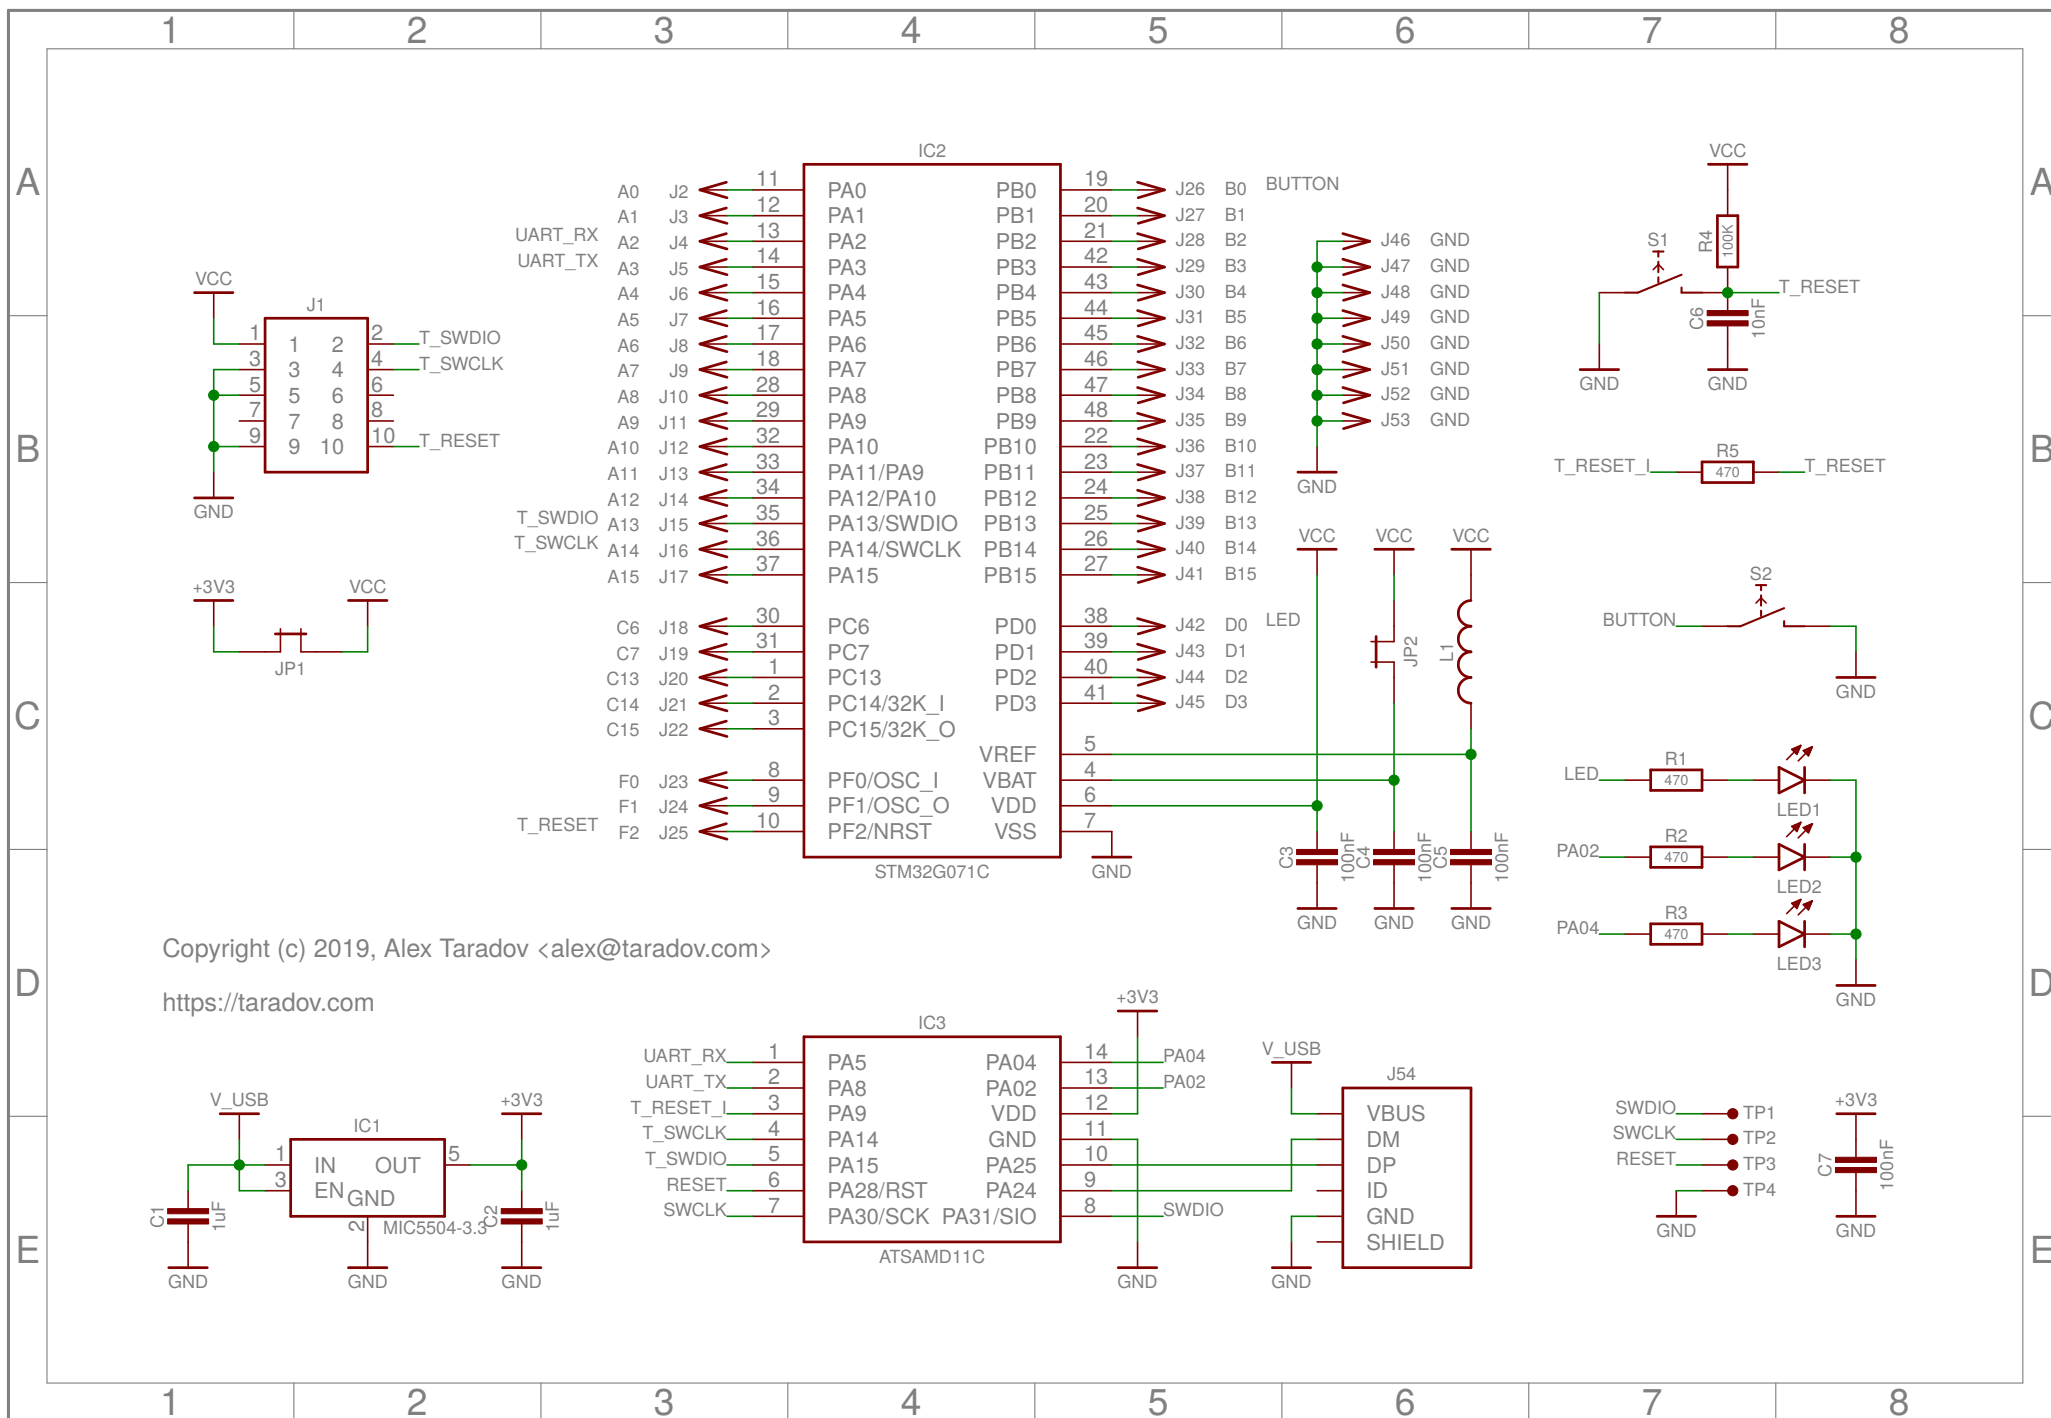 1 2 3 4 5 6 7 8
A A
B B
C C
D D
E E
IC2
A0 J2 11 PA0 PB0 19 J26 B0 BUTTON
A1 J3 12 PA1 PB1 20 J27 B1
UART_RX A2 J4 13 PA2 PB2 21 J28 B2
UART_TX A3 J5 14 PA3 PB3 42 J29 B3
A4 J6 15 PA4 PB4 43 J30 B4
A5 J7 16 PA5 PB5 44 J31 B5
A6 J8 17 PA6 PB6 45 J32 B6
A7 J9 18 PA7 PB7 46 J33 B7
A8 J10 28 PA8 PB8 47 J34 B8
A9 J11 29 PA9 PB9 48 J35 B9
A10 J12 32 PA10 PB10 22 J36 B10
A11 J13 33 PA11/PA9 PB11 23 J37 B11
A12 J14 34 PA12/PA10 PB12 24 J38 B12
T_SWDIO A13 J15 35 PA13/SWDIO PB13 25 J39 B13
T_SWCLK A14 J16 36 PA14/SWCLK PB14 26 J40 B14
A15 J17 37 PA15 PB15 27 J41 B15
C6 J18 30 PC6 PD0 38 J42 D0 LED
C7 J19 31 PC7 PD1 39 J43 D1
C13 J20 1 PC13 PD2 40 J44 D2
C14 J21 2 PC14/32K_I PD3 41 J45 D3
C15 J22 3 PC15/32K_O
VREF 5
F0 J23 8 PF0/OSC_I VBAT 4
F1 J24 9 PF1/OSC_O VDD 6
T_RESET F2 J25 10 PF2/NRST VSS 7
STM32G071C
GND
VCC
J1
1 1 2 2 T_SWDIO
3 3 4 4 T_SWCLK
5 5 6 6
7 7 8 8
9 9 10 10 T_RESET
GND
+3V3 VCC
JP1
J46 GND
J47 GND
J48 GND
J49 GND
J50 GND
J51 GND
J52 GND
J53 GND
GND
VCC VCC VCC
JP2 L1
C3 100nF C4 100nF C5 100nF
GND GND GND
VCC
R4 100K
S1
T_RESET
C6 10nF
GND GND
R5
T_RESET_I 470 T_RESET
S2
BUTTON
GND
R1
LED 470
LED1
R2
PA02 470
LED2
R3
PA04 470
LED3
GND
Copyright (c) 2019, Alex Taradov <alex@taradov.com>
https://taradov.com
V_USB +3V3
IC1
1 IN OUT 5
3 EN GND
2
MIC5504-3.3
C1 1uF C2 1uF
GND GND GND
+3V3
IC3
UART_RX 1 PA5 PA04 14 PA04
UART_TX 2 PA8 PA02 13 PA02
T_RESET_I 3 PA9 VDD 12
T_SWCLK 4 PA14 GND 11
T_SWDIO 5 PA15 PA25 10
RESET 6 PA28/RST PA24 9
SWCLK 7 PA30/SCK PA31/SIO 8 SWDIO
ATSAMD11C
GND
V_USB
J54
VBUS
DM
DP
ID
GND
SHIELD
GND
SWDIO TP1
SWCLK TP2
RESET TP3
TP4
GND
+3V3
C7 100nF
GND
1 2 3 4 5 6 7 8